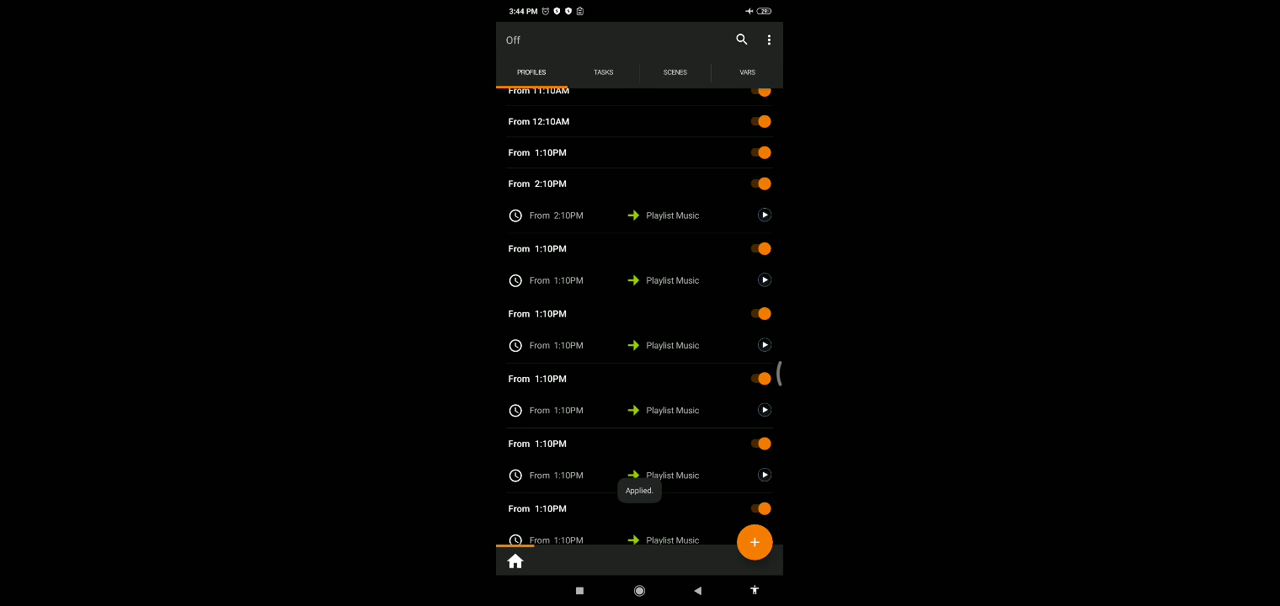 3:44 PM 29
Off
PROFILES TASKS SCENES VARS
From 11:10AM
From 12:10AM
From 1:10PM
From 2:10PM
From 2:10PM Playlist Music
From 1:10PM
From 1:10PM Playlist Music
From 1:10PM
From 1:10PM Playlist Music
From 1:10PM
From 1:10PM Playlist Music
From 1:10PM
From 1:10PM Playlist Music
Applied.
From 1:10PM
From 1:10PM Playlist Music